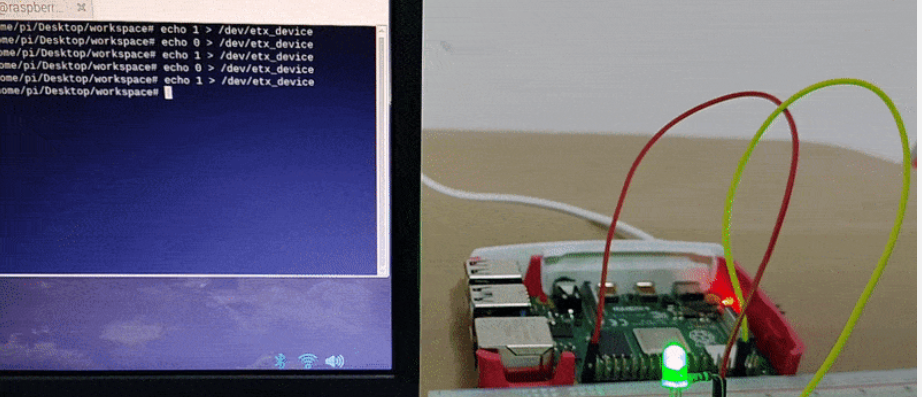 @raspberr...
ome/pi/Desktop/workspace# echo 1 > /dev/etx_device
ome/pi/Desktop/workspace# echo 0 > /dev/etx_device
ome/pi/Desktop/workspace# echo 1 > /dev/etx_device
ome/pi/Desktop/workspace# echo 0 > /dev/etx_device
ome/pi/Desktop/workspace# echo 1 > /dev/etx_device
ome/pi/Desktop/workspace#